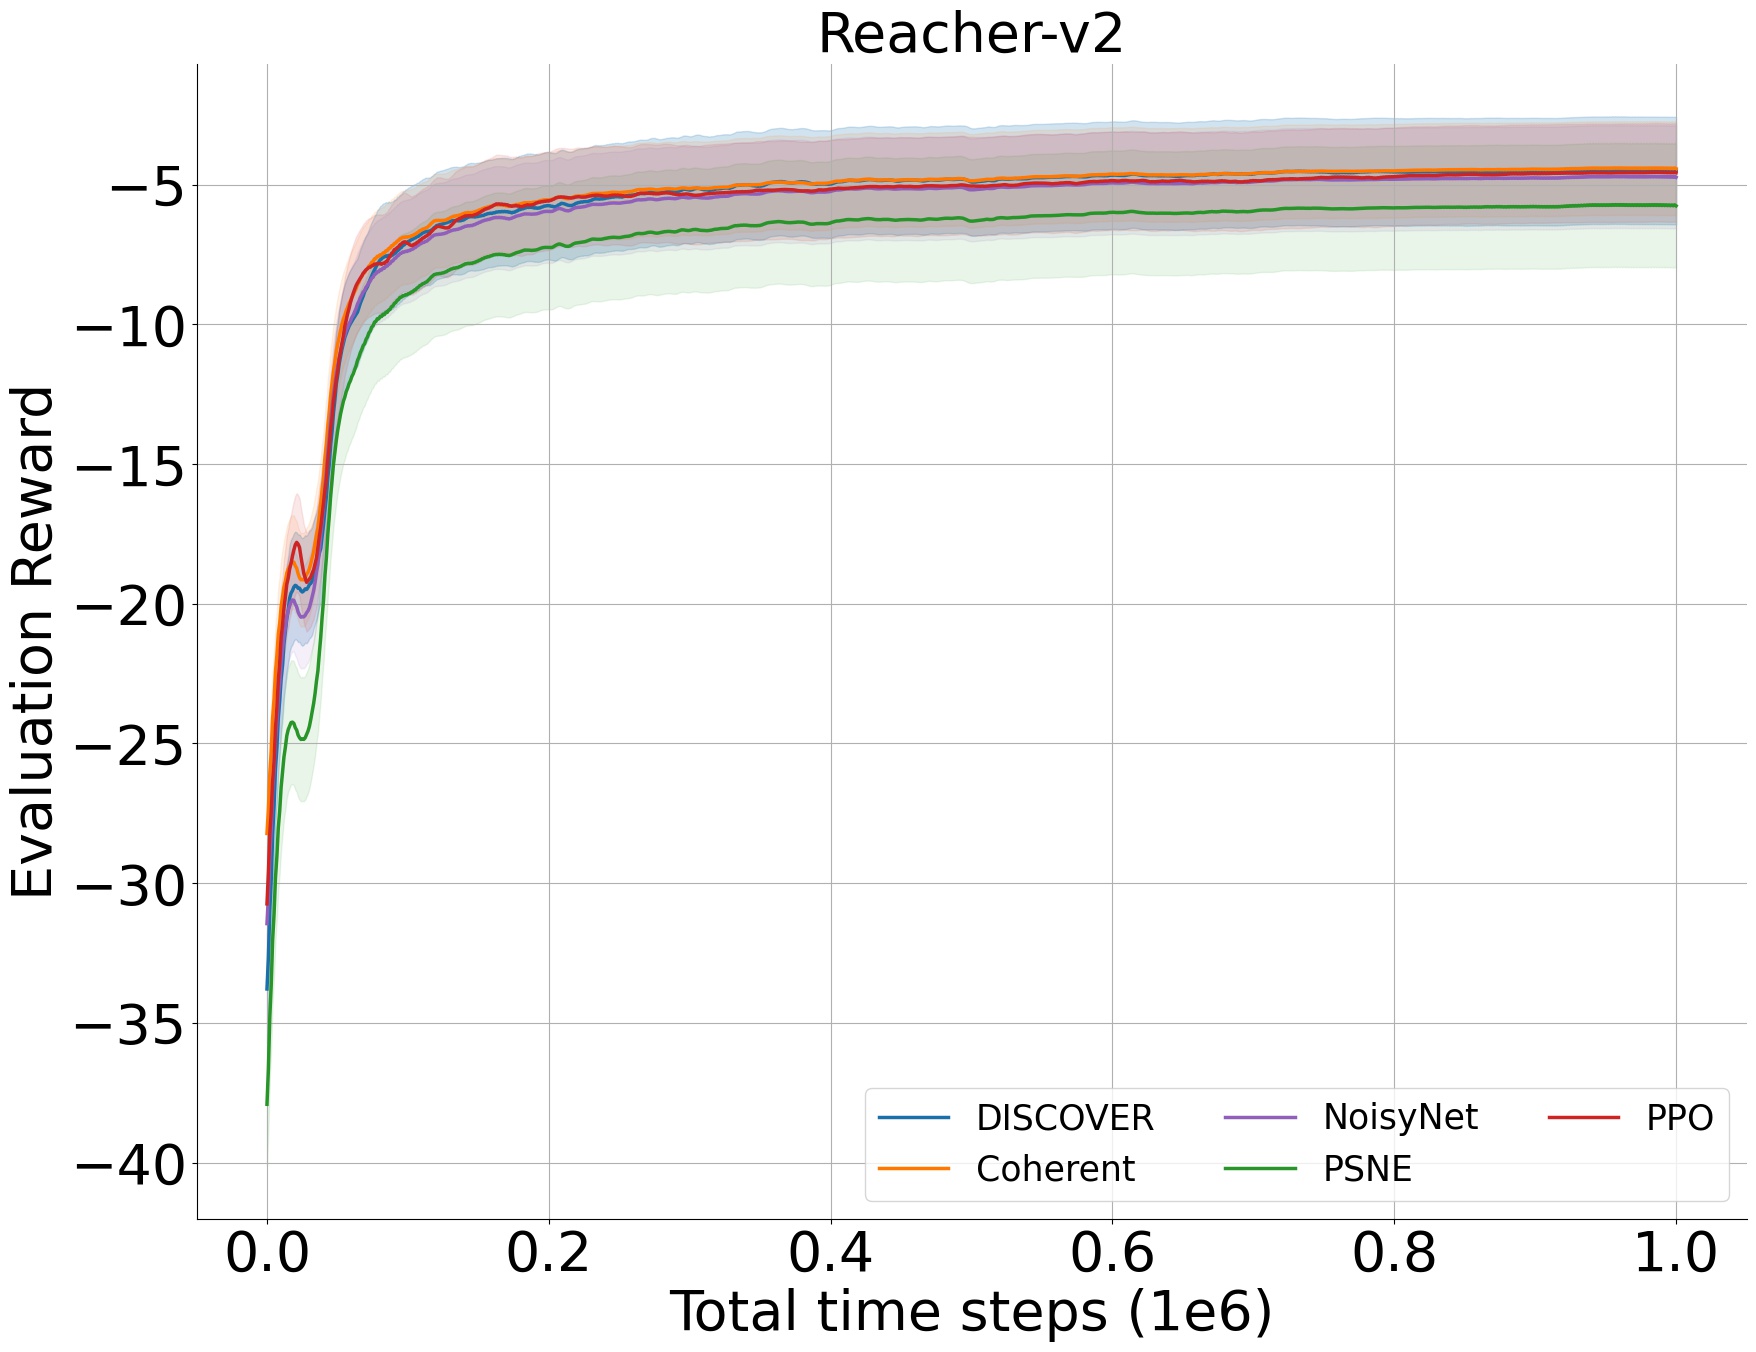 Reacher-v2
Evaluation Reward
−5
−10
−15
−20
−25
−30
−35
−40
0.0 0.2 0.4 0.6 0.8 1.0
Total time steps (1e6)
DISCOVER NoisyNet PPO
Coherent PSNE